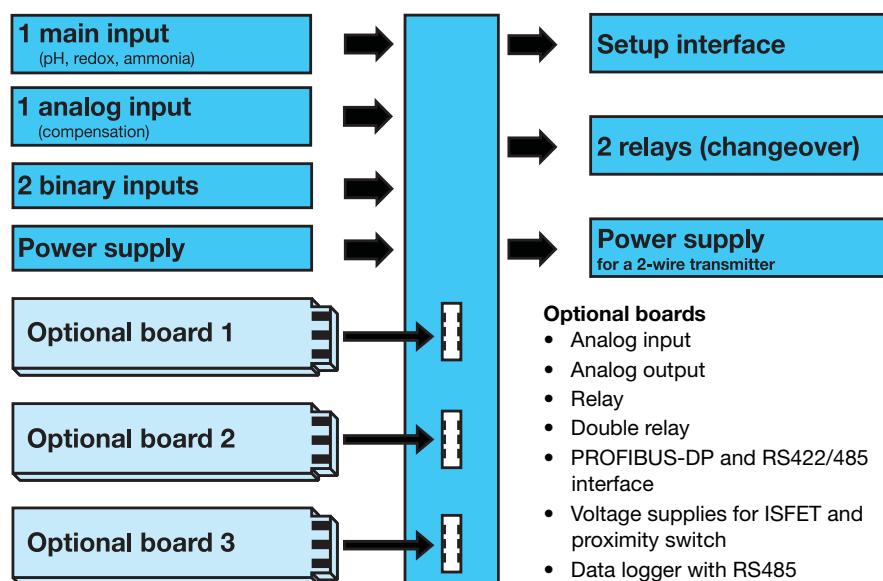 1 main input
(pH, redox, ammonia)
1 analog input
(compensation)
2 binary inputs
Power supply
Optional board 1
Optional board 2
Optional board 3
Setup interface
2 relays (changeover)
Power supply
for a 2-wire transmitter
Optional boards
• Analog input
• Analog output
• Relay
• Double relay
• PROFIBUS-DP and RS422/485
interface
• Voltage supplies for ISFET and
proximity switch
• Data logger with RS485